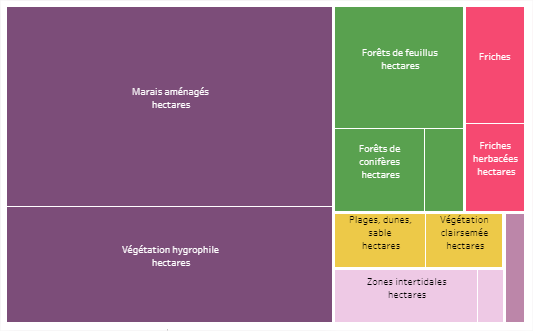 Marais aménagés
hectares
Végétation hygrophile
hectares
Forêts de feuillus
hectares
Friches
Forêts de
conifères
hectares
Friches
herbacées
hectares
Plages, dunes,
sable
hectares
Végétation
clairsemée
hectares
Zones intertidales
hectares